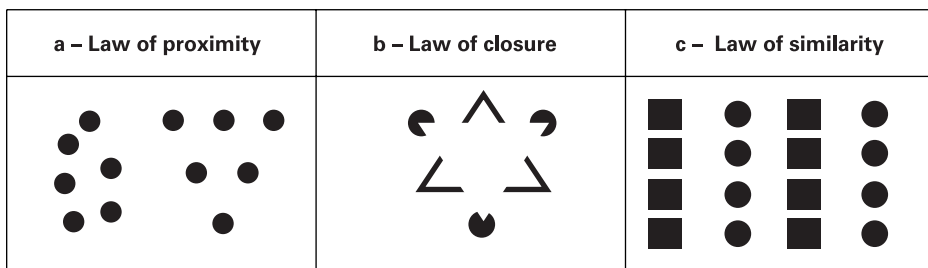 a – Law of proximity
b – Law of closure
c – Law of similarity